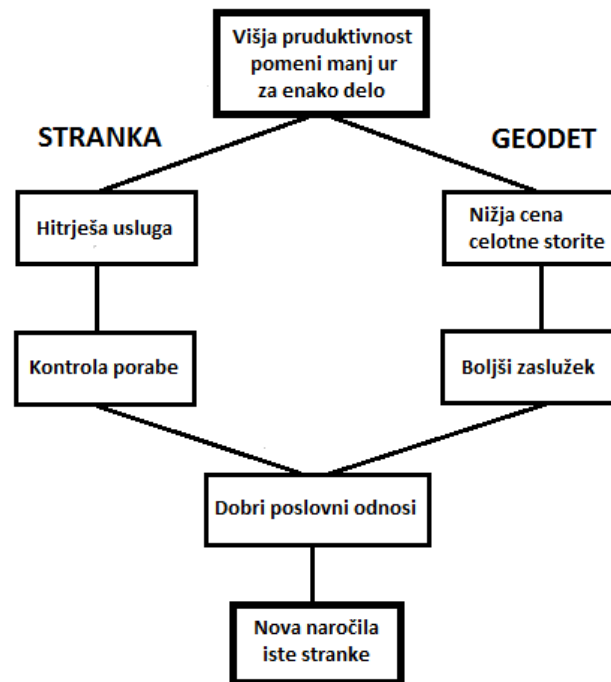 Višja pruduktivnost
pomeni manj ur
za enako delo
STRANKA
GEODET
Hitrješa usluga
Nižja cena
celotne storite
Kontrola porabe
Boljši zaslužek
Dobri poslovni odnosi
Nova naročila
iste stranke